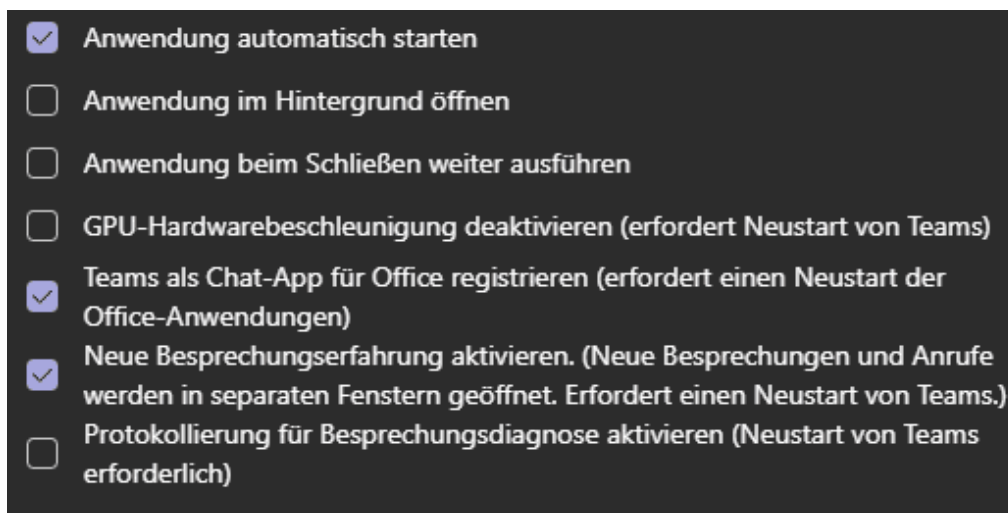 Anwendung automatisch starten
Anwendung im Hintergrund öffnen
Anwendung beim Schließen weiter ausführen
GPU-Hardwarebeschleunigung deaktivieren (erfordert Neustart von Teams)
Teams als Chat-App für Office registrieren (erfordert einen Neustart der
Office-Anwendungen)
Neue Besprechungserfahrung aktivieren. (Neue Besprechungen und Anrufe
werden in separaten Fenstern geöffnet. Erfordert einen Neustart von Teams.)
Protokollierung für Besprechungsdiagnose aktivieren (Neustart von Teams
erforderlich)